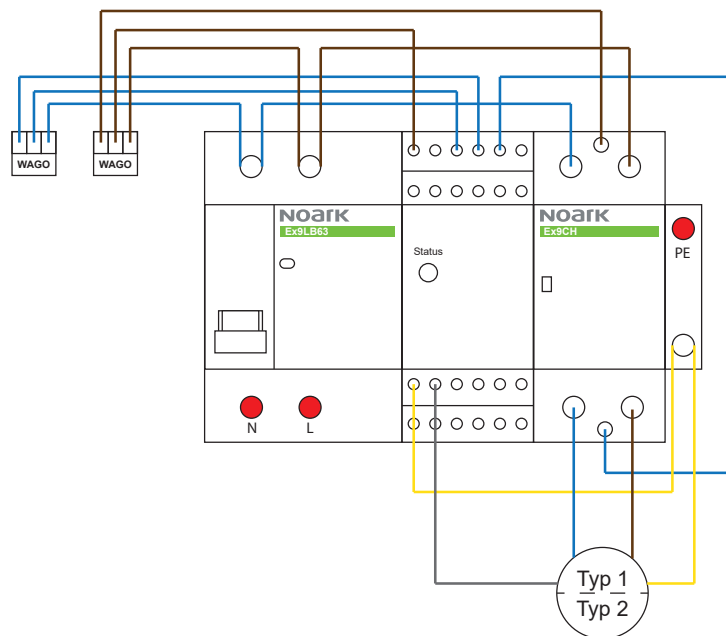 WAGO
WAGO
NOARK
Ex9LB63
NOARK
Ex9CH
Status
PE
N
L
Typ 1
Typ 2